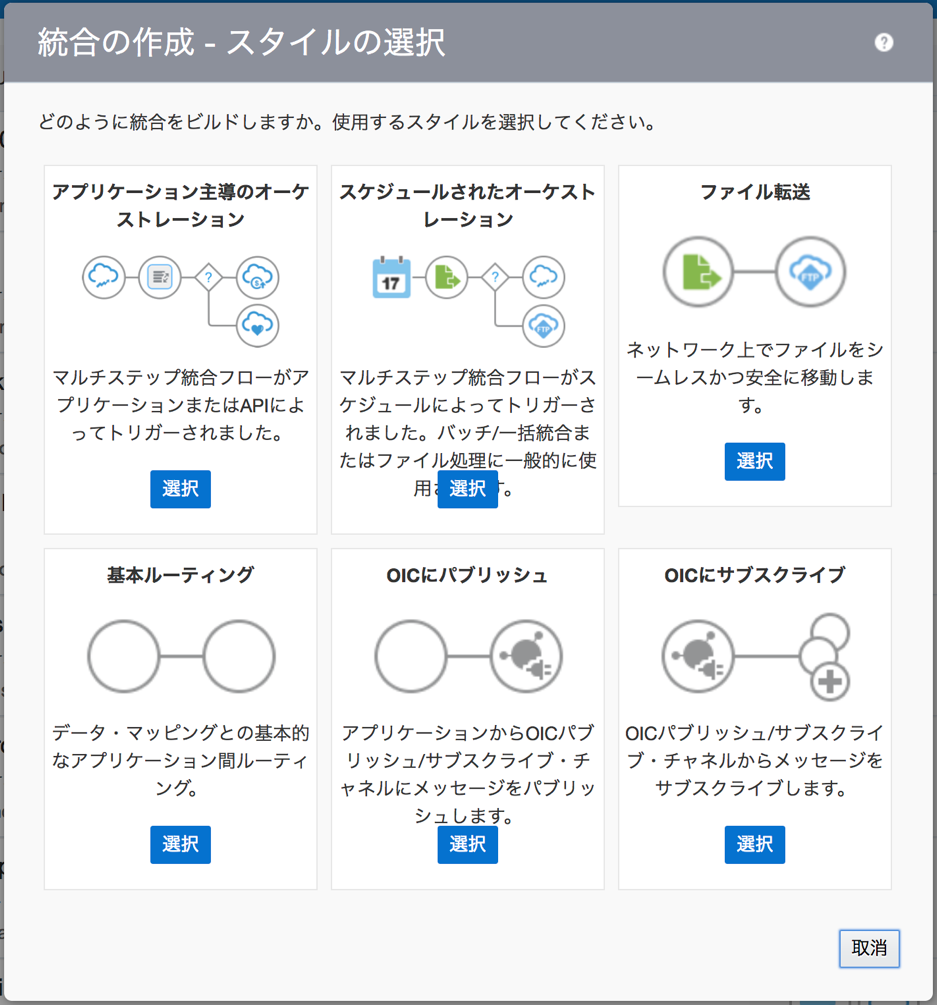 統合の作成 - スタイルの選択
?
どのように統合をビルドしますか。使用するスタイルを選択してください。
アプリケーション主導のオーケ
ストレーション
?
マルチステップ統合フローがア
プリケーションまたはAPIによ
ってトリガーされました。
選択
スケジュールされたオーケスト
レーション
17
?
FTP
マルチステップ統合フローがス
ケジュールによってトリガーさ
れました。バッチ/一括統合ま
たはファイル処理に一般的に使
用さ
す。
選択
ファイル転送
FTP
ネットワーク上でファイルをシ
ームレスかつ安全に移動しま
す。
選択
基本ルーティング
データ・マッピングとの基本的
なアプリケーション間ルーティ
ング。
選択
OICにパブリッシュ
アプリケーションからOICパブ
リッシュ/サブスクライブ・チ
ャネルにメッセージをパブリッ
シュします。
選択
OICにサブスクライブ
OICパブリッシュ/サブスクライ
ブ・チャネルからメッセージを
サブスクライブします。
選択
取消